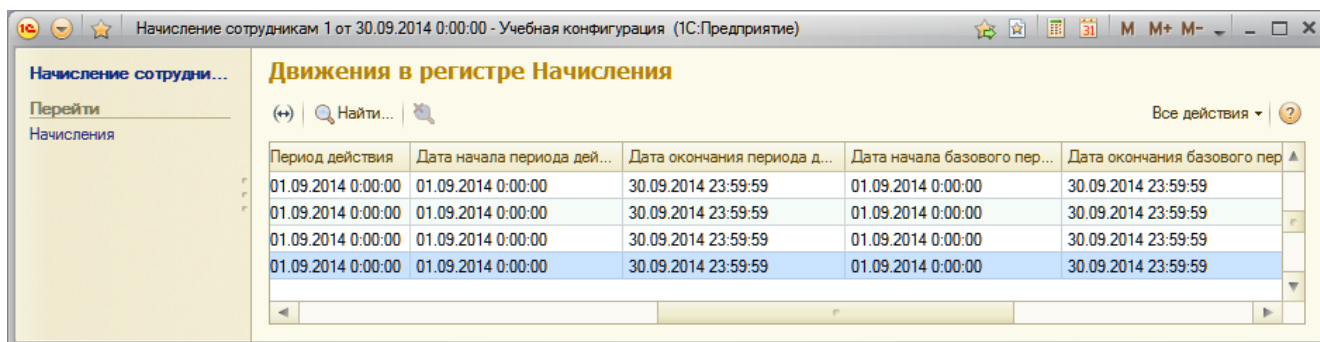 Начисление сотрудникам 1 от 30.09.2014 0:00:00 - Учебная конфигурация (1С:Предприятие)
31 M M+ M-
Начисление сотрудни...
Перейти
Начисления
Движения в регистре Начисления
Найти...
Все действия
?
Период действия Дата начала периода дей... Дата окончания периода д... Дата начала базового пер... Дата окончания базового пер
01.09.2014 0:00:00 01.09.2014 0:00:00 30.09.2014 23:59:59 01.09.2014 0:00:00 30.09.2014 23:59:59
01.09.2014 0:00:00 01.09.2014 0:00:00 30.09.2014 23:59:59 01.09.2014 0:00:00 30.09.2014 23:59:59
01.09.2014 0:00:00 01.09.2014 0:00:00 30.09.2014 23:59:59 01.09.2014 0:00:00 30.09.2014 23:59:59
01.09.2014 0:00:00 01.09.2014 0:00:00 30.09.2014 23:59:59 01.09.2014 0:00:00 30.09.2014 23:59:59